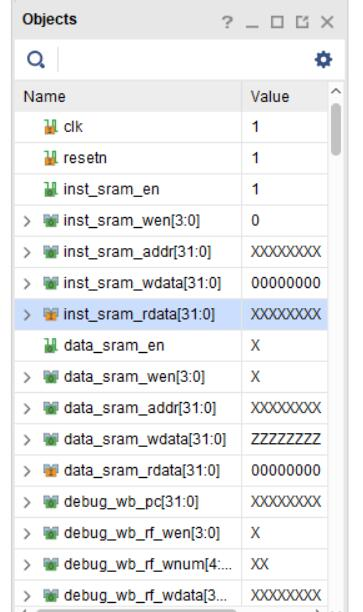 Objects
Name Value
clk 1
resetn 1
inst_sram_en 1
inst_sram_wen[3:0] 0
inst_sram_addr[31:0] XXXXXXXX
inst_sram_wdata[31:0] 00000000
inst_sram_rdata[31:0] XXXXXXXX
data_sram_en X
data_sram_wen[3:0] X
data_sram_addr[31:0] XXXXXXXX
data_sram_wdata[31:0] ZZZZZZZZ
data_sram_rdata[31:0] 00000000
debug_wb_pc[31:0] XXXXXXXX
debug_wb_rf_wen[3:0] X
debug_wb_rf_wnum[4:... XX
debug_wb_rf_wdata[3... XXXXXXXX